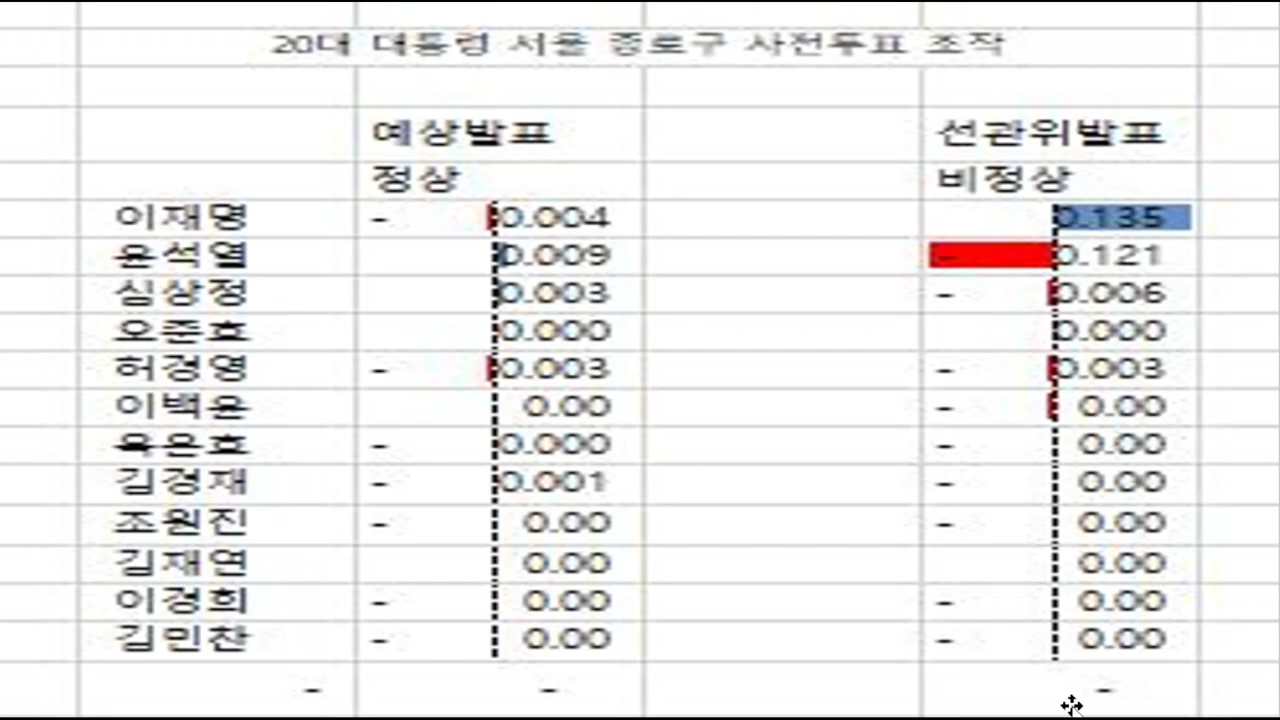 20대 대통령 서울 종로구 사전투표 조작
예상발표 선관위발표
정상 비정상
이재명 - 0.004 0.135
윤석열 0.009 - 0.121
심상정 0.003 - 0.006
오준호 0.000 0.000
허경영 - 0.003 - 0.003
이백윤 0.00 - 0.00
옥은호 - 0.000 - 0.00
김경재 - 0.001 - 0.00
조원진 - 0.00 - 0.00
김재연 0.00 0.00
이경희 - 0.00 - 0.00
김민찬 - 0.00 - 0.00
- - -